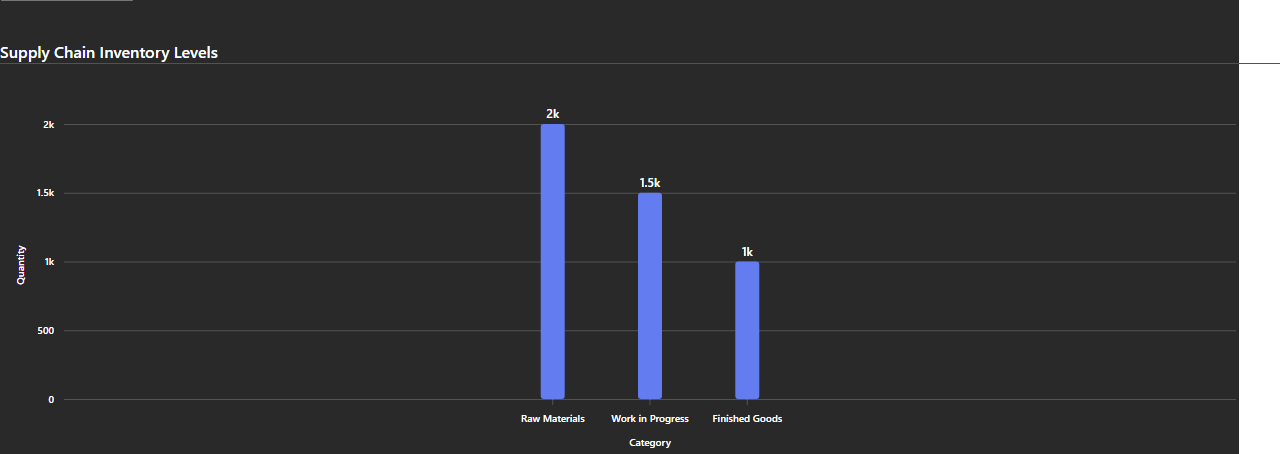 Supply Chain Inventory Levels
2k
2k
1.5k
1.5k
1k
1k
500
0
Quantity
Raw Materials Work in Progress Finished Goods
Category